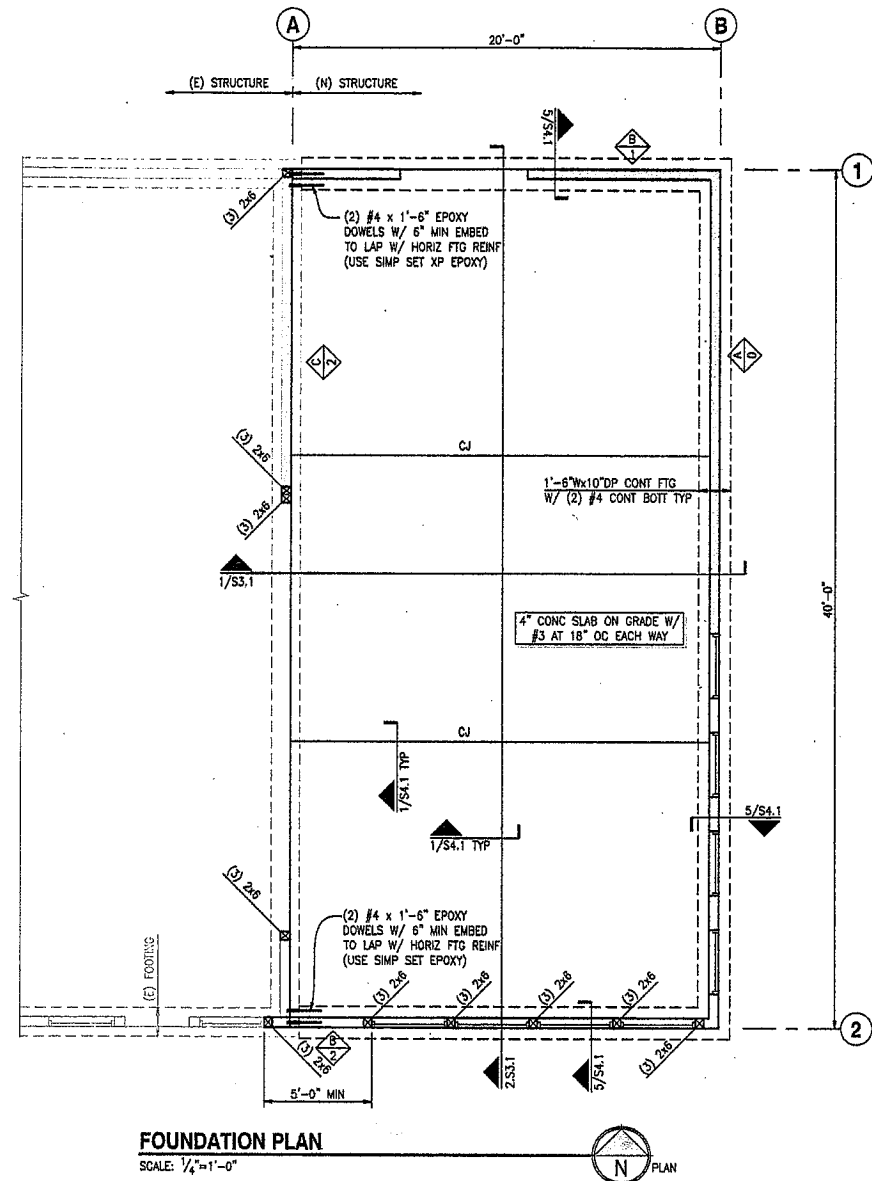 A
B
20'-0"
(E) STRUCTURE
(N) STRUCTURE
5/S4.1
B
1
1
(3) 2x6
(2) #4 x 1'-6" EPOXY
DOWELS W/ 6" MIN EMBED
TO LAP W/ HORIZ FTG REINF
(USE SIMP SET XP EPOXY)
C
2
A
D
(3) 2x6
CJ
(3) 2x6
1'-6"Wx10"DP CONT FTG
W/ (2) #4 CONT BOTT TYP
1/S3.1
40'-0"
4" CONC SLAB ON GRADE W/
#3 AT 18" OC EACH WAY
CJ
1/S4.1 TYP
1/S4.1 TYP
5/S4.1
(3) 2x6
(2) #4 x 1'-6" EPOXY
DOWELS W/ 6" MIN EMBED
TO LAP W/ HORIZ FTG REINF
(USE SIMP SET EPOXY)
(E) FOOTING
(3) 2x6
(3) 2x6
(3) 2x6
(3) 2x6
2
(3) 2x6
B
2
2.S3.1
5/S4.1
(3) 2x6
5'-0" MIN
FOUNDATION PLAN
SCALE: 1/4"=1'-0"
N
PLAN